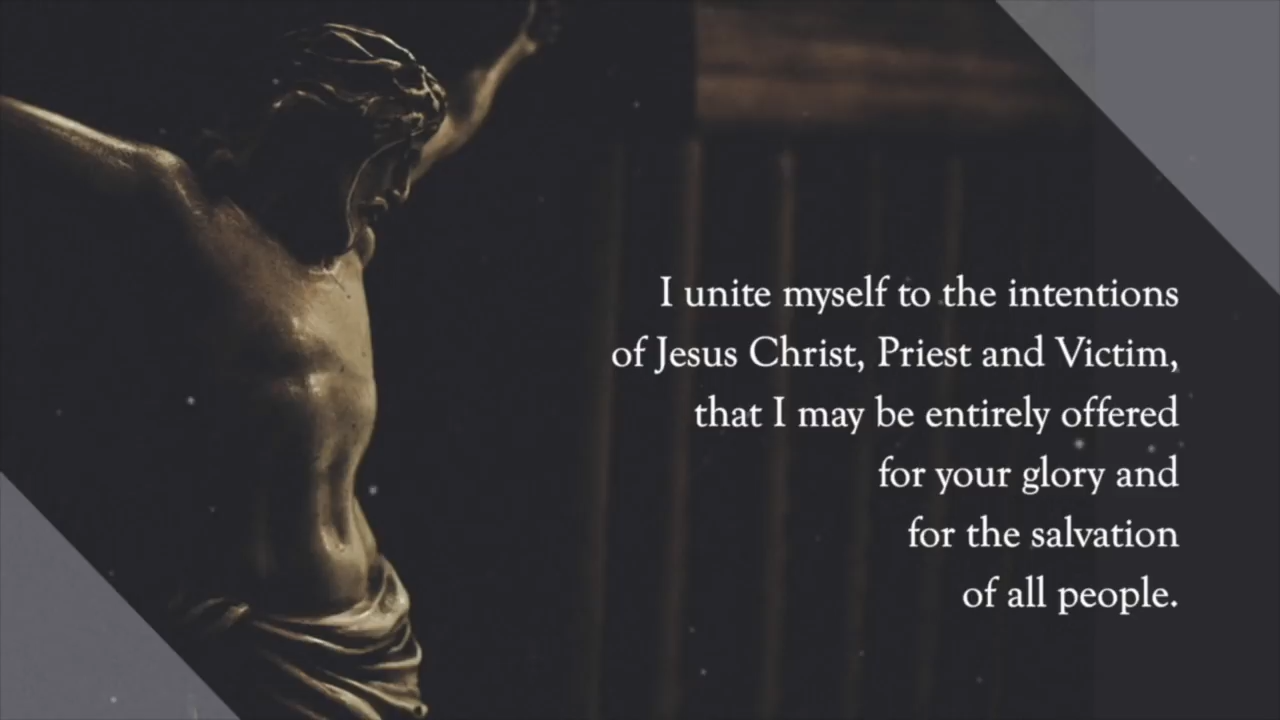 I unite myself to the intentions
of Jesus Christ, Priest and Victim,
that I may be entirely offered
for your glory and
for the salvation
of all people.